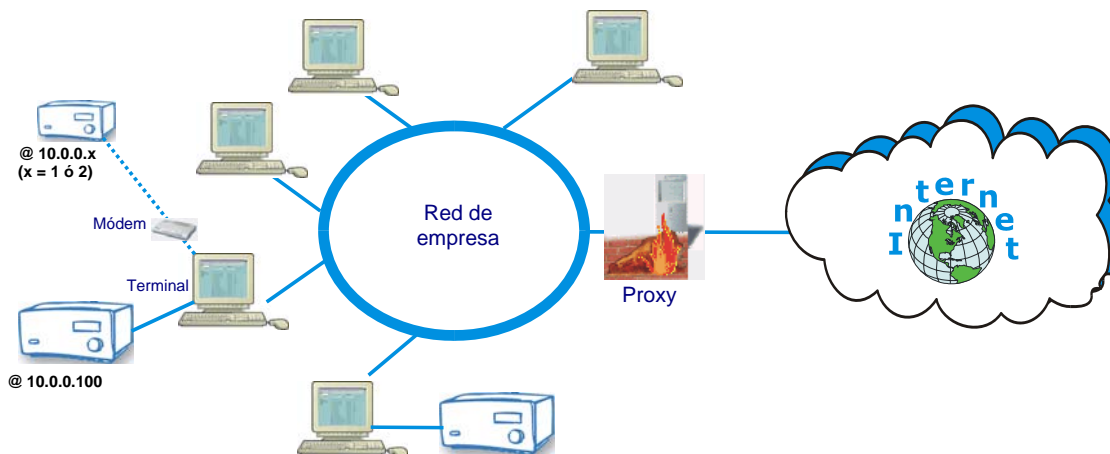 @ 10.0.0.x
(x = 1 ó 2)
Módem
Terminal
@ 10.0.0.100
Red de
empresa
Proxy
Internet